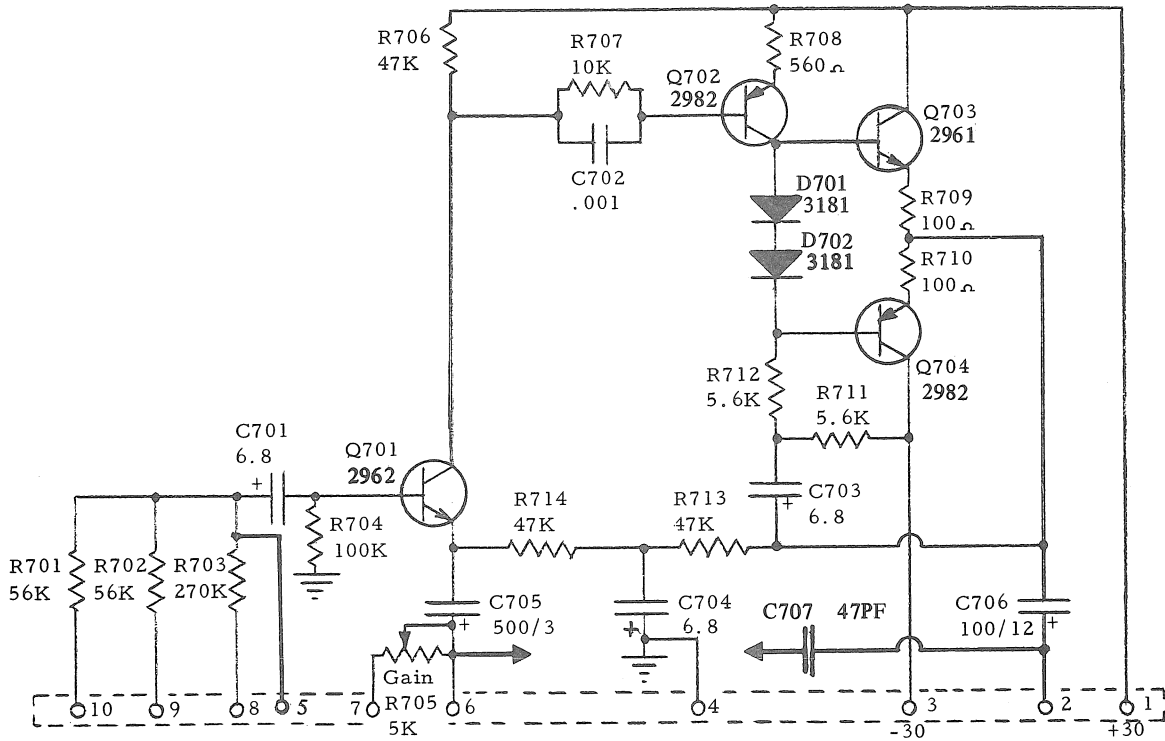 R706
47K
R707
10K
C702
.001
Q702
2982
R708
560Ω
Q703
2961
D701
3181
D702
3181
R709
100Ω
R710
100Ω
Q704
2982
R712
5.6K
R711
5.6K
C701
6.8
+
Q701
2962
R704
100K
R714
47K
R713
47K
C703
6.8
+
R701
56K
R702
56K
R703
270K
C705
500/3
+
C704
6.8
+
C707 47PF
C706
100/12
+
Gain
R705
5K
10
9
8
5
7
6
4
3
-30
2
1
+30